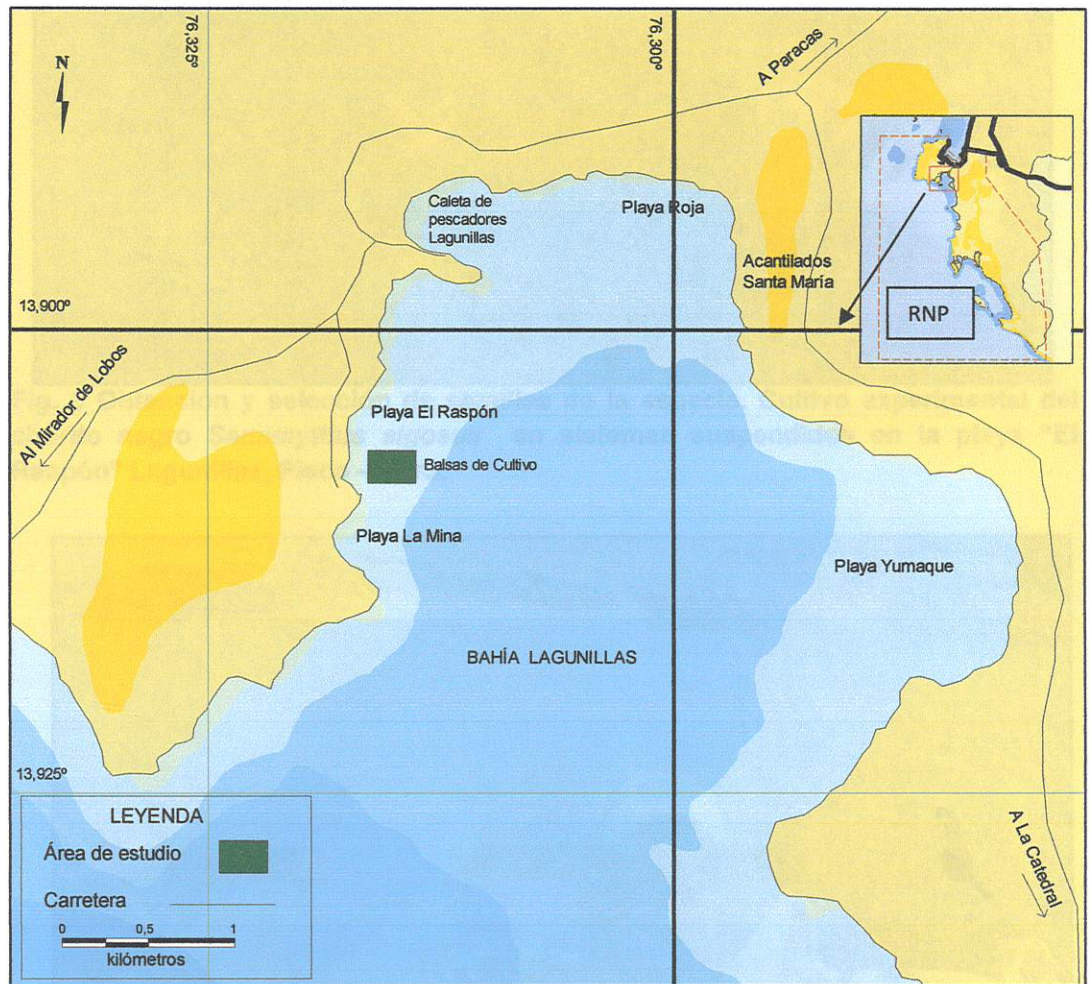 76,325º
76,300º
N
A Paracas
Caleta de
pescadores
Lagunillas
Playa Roja
Acantilados
Santa María
RNP
13,900º
Al Mirador de Lobos
Playa El Raspón
Balsas de Cultivo
Playa La Mina
Playa Yumaque
BAHÍA LAGUNILLAS
13,925º
A La Catedral
LEYENDA
Área de estudio
Carretera
0 0,5 1
kilómetros